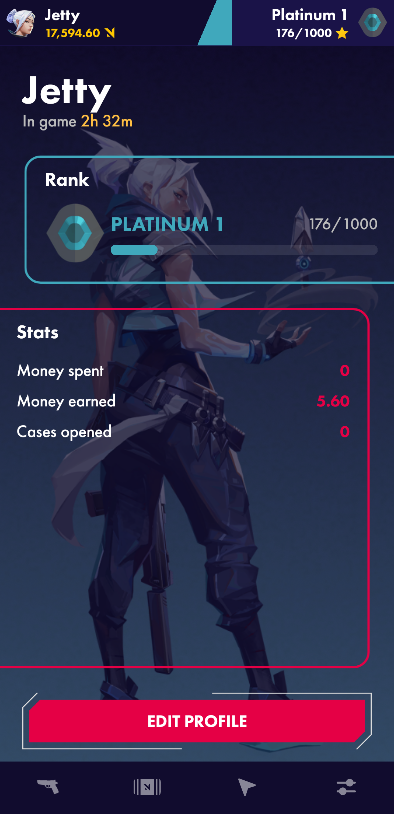 Jetty
17,594.60
Platinum 1
176/1000
Jetty
In game 2h 32m
Rank
PLATINUM 1
176/1000
Stats
Money spent 0
Money earned 5.60
Cases opened 0
EDIT PROFILE